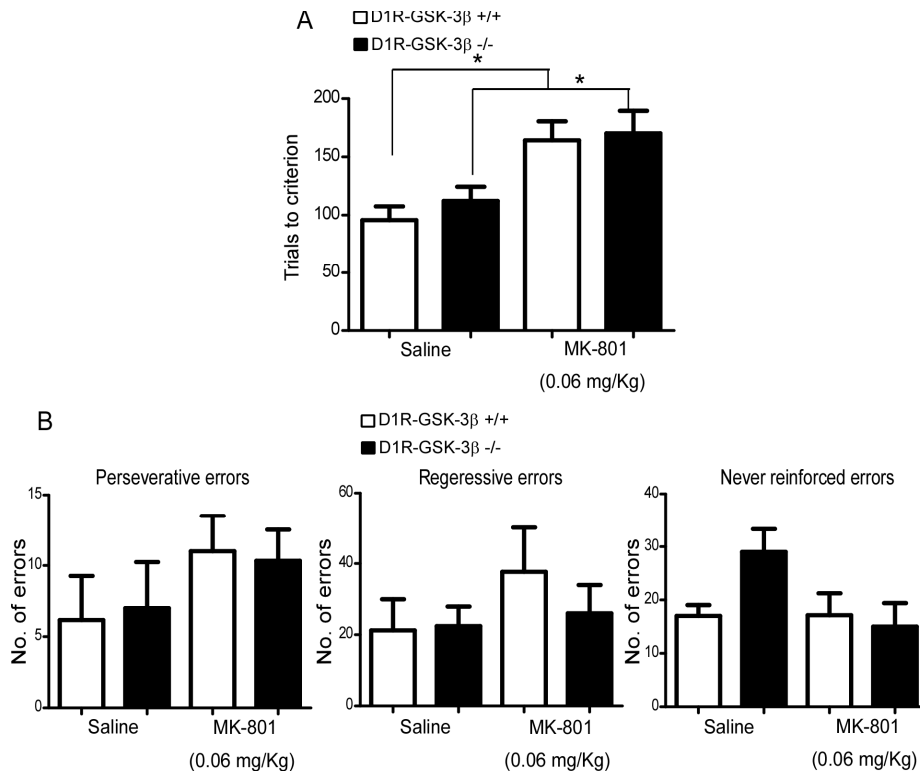 A
D1R-GSK-3β +/+
D1R-GSK-3β -/-
*
*
Trials to criterion
200
150
100
50
0
Saline
MK-801
(0.06 mg/Kg)
B
D1R-GSK-3β +/+
D1R-GSK-3β -/-
Perseverative errors
No. of errors
15
10
5
0
Saline
MK-801
(0.06 mg/Kg)
Regeressive errors
No. of errors
60
40
20
0
Saline
MK-801
(0.06 mg/Kg)
Never reinforced errors
No. of errors
40
30
20
10
0
Saline
MK-801
(0.06 mg/Kg)